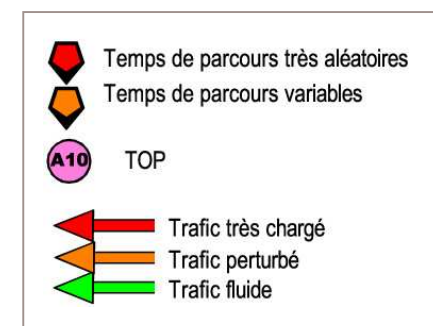 Temps de parcours très aléatoires
Temps de parcours variables
A10 TOP
Trafic très chargé
Trafic perturbé
Trafic fluide